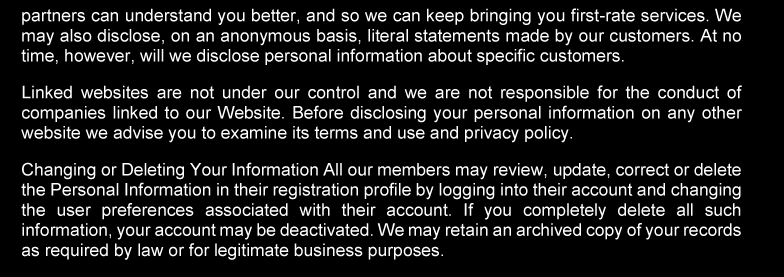 partners can understand you better, and so we can keep bringing you first-rate services. We
may also disclose, on an anonymous basis, literal statements made by our customers. At no
time, however, will we disclose personal information about specific customers.
Linked websites are not under our control and we are not responsible for the conduct of
companies linked to our Website. Before disclosing your personal information on any other
website we advise you to examine its terms and use and privacy policy.
Changing or Deleting Your Information All our members may review, update, correct or delete
the Personal Information in their registration profile by logging into their account and changing
the user preferences associated with their account. If you completely delete all such
information, your account may be deactivated. We may retain an archived copy of your records
as required by law or for legitimate business purposes.